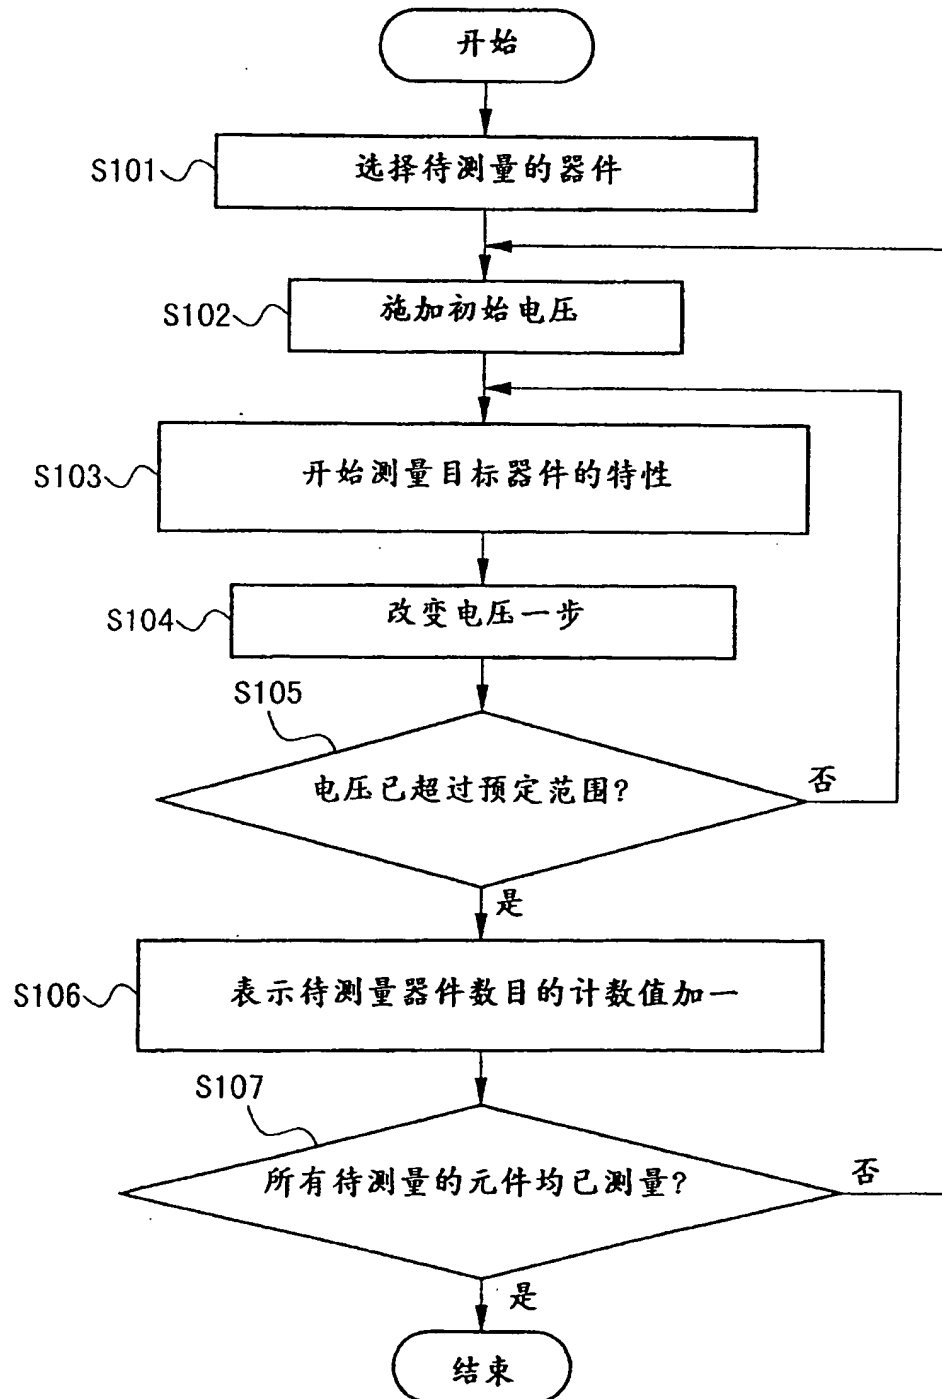 开始
S101
选择待测量的器件
S102
施加初始电压
S103
开始测量目标器件的特性
S104
改变电压一步
S105
电压已超过预定范围?
否
是
S106
表示待测量器件数目的计数值加一
S107
所有待测量的元件均已测量?
否
是
结束